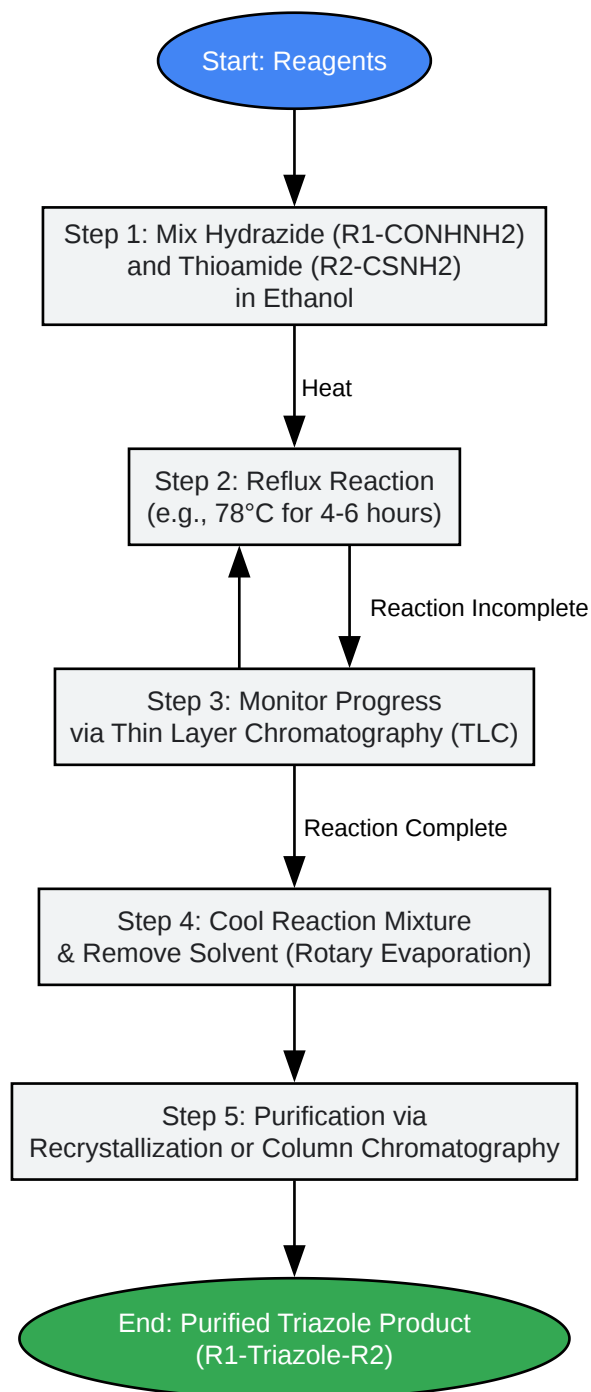 Start: Reagents
Step 1: Mix Hydrazide (R1-CONHNH2)
and Thioamide (R2-CSNH2)
in Ethanol
Heat
Step 2: Reflux Reaction
(e.g., 78°C for 4-6 hours)
Reaction Incomplete
Step 3: Monitor Progress
via Thin Layer Chromatography (TLC)
Reaction Complete
Step 4: Cool Reaction Mixture
& Remove Solvent (Rotary Evaporation)
Step 5: Purification via
Recrystallization or Column Chromatography
End: Purified Triazole Product
(R1-Triazole-R2)